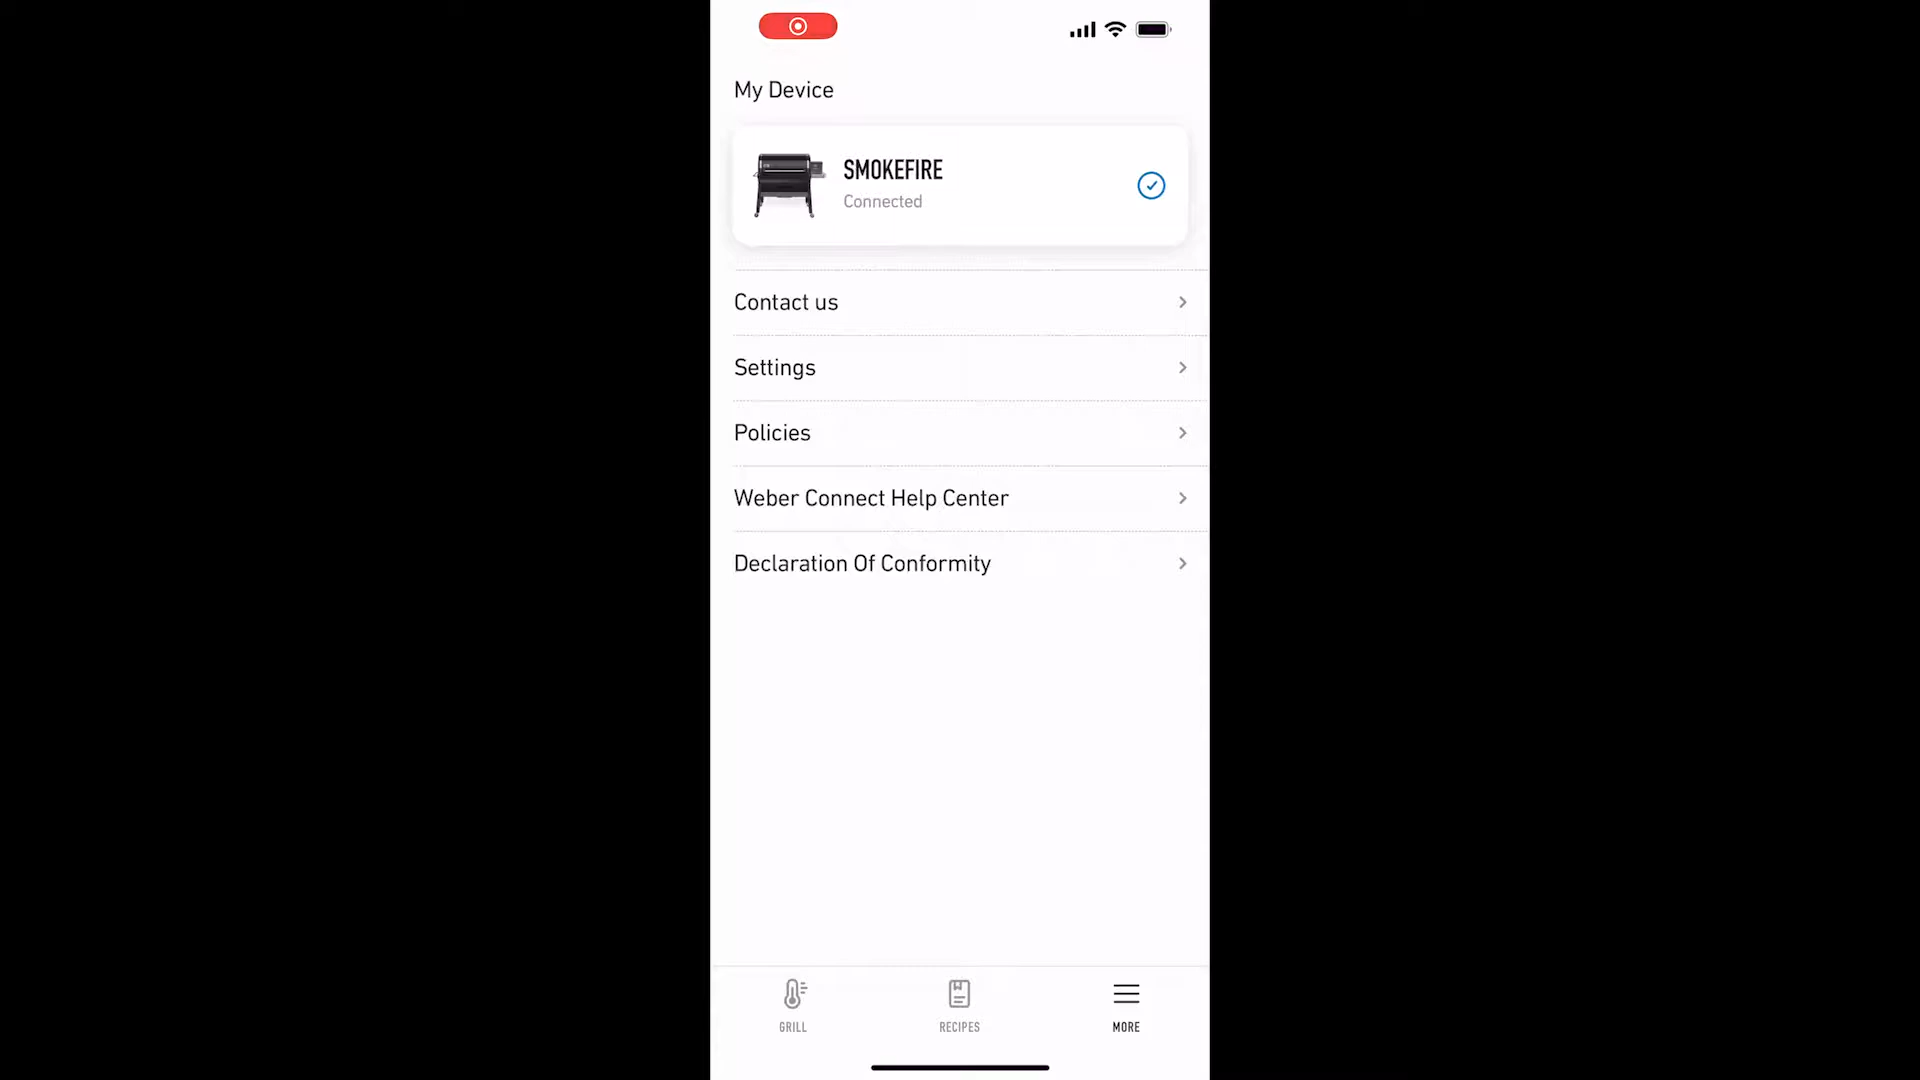 My Device
SMOKEFIRE
Connected
Contact us
Settings
Policies
Weber Connect Help Center
Declaration Of Conformity
GRILL
RECIPES
MORE